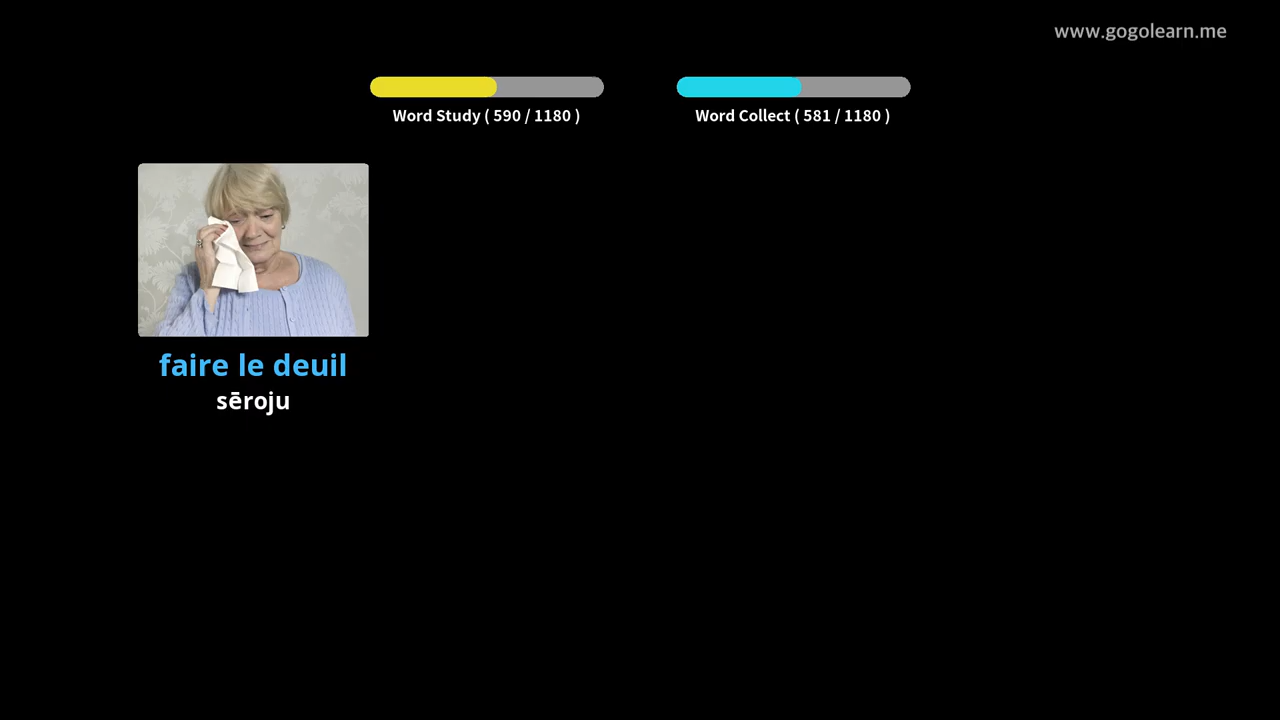 www.gogolearn.me
Word Study ( 590 / 1180 )
Word Collect ( 581 / 1180 )
faire le deuil
sēroju